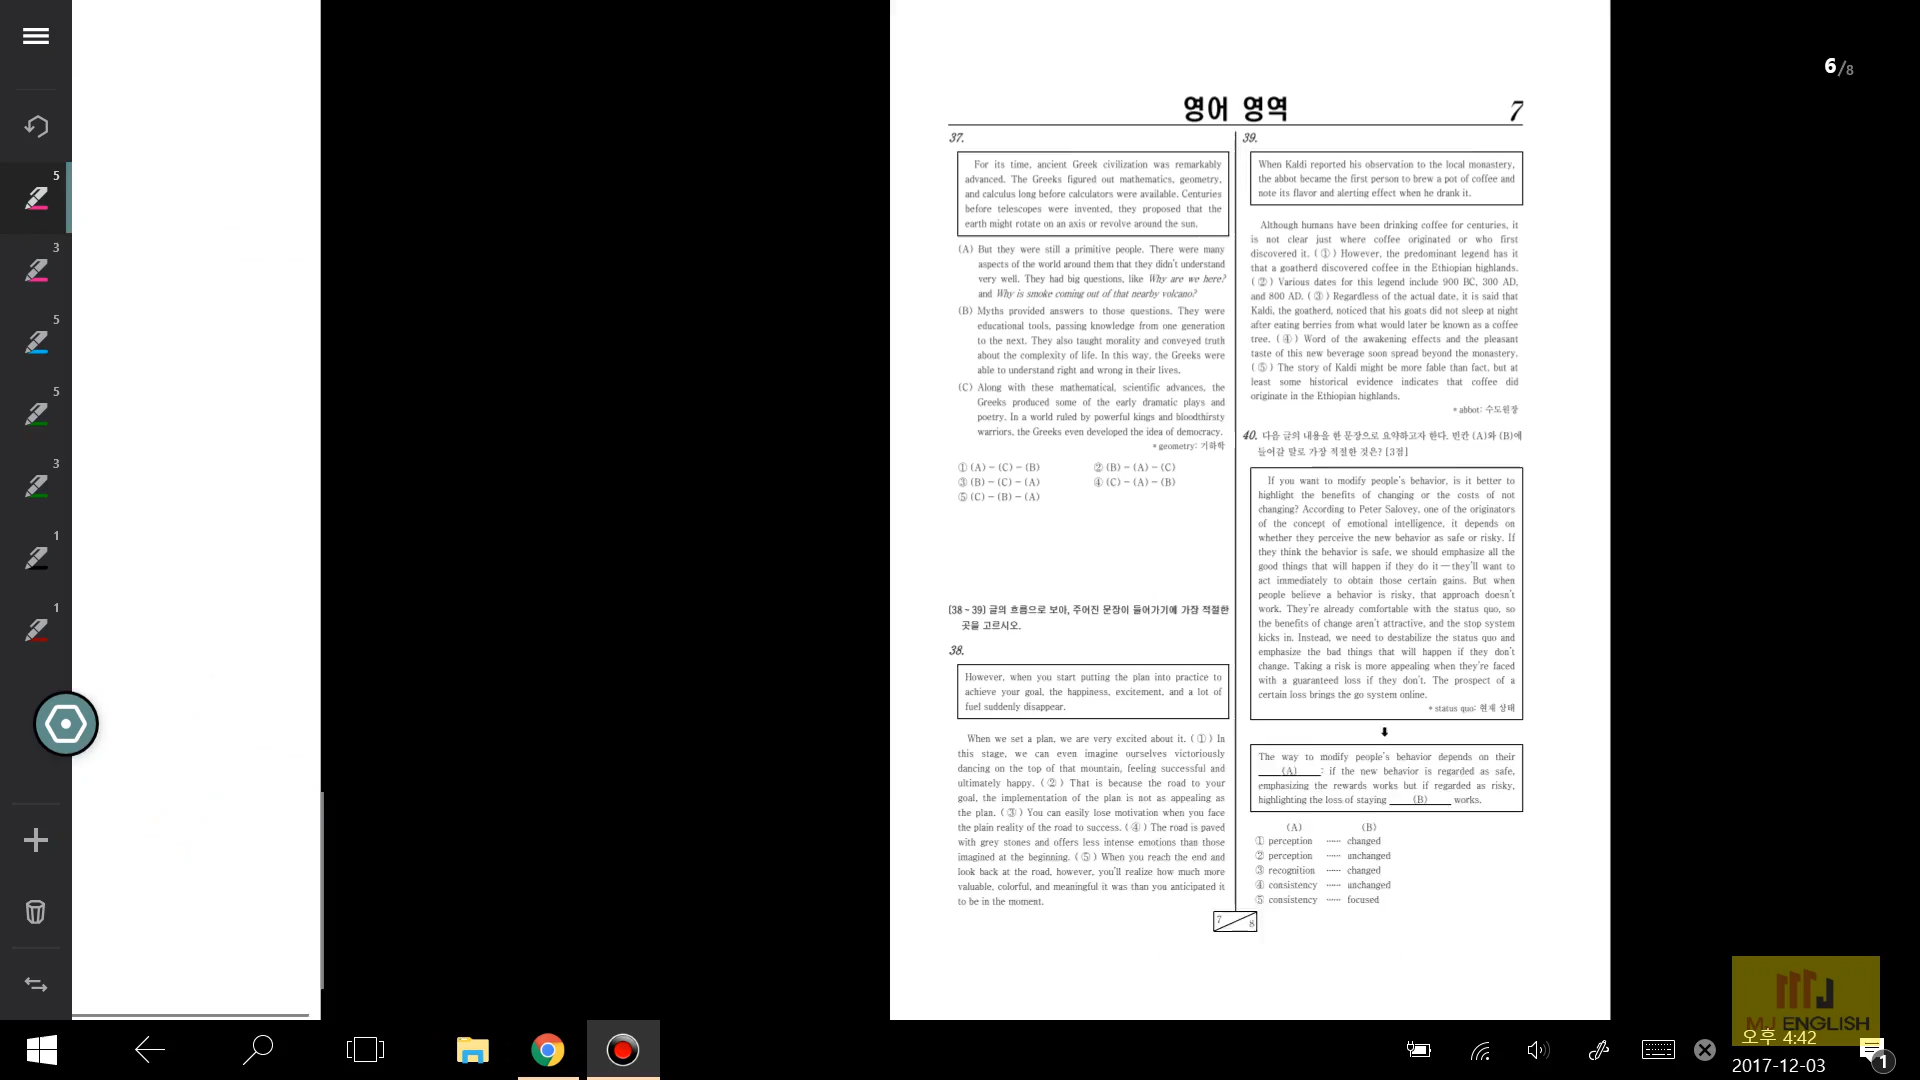 6/8
5
3
5
5
3
1
1
영어 영역
7
37.
For its time, ancient Greek civilization was remarkably
advanced. The Greeks figured out mathematics, geometry,
and calculus long before calculators were available. Centuries
before telescopes were invented, they proposed that the
earth might rotate on an axis or revolve around the sun.
(A) But they were still a primitive people. There were many
aspects of the world around them that they didn't understand
very well. They had big questions, like Why are we here?
and Why is smoke coming out of that nearby volcano?
(B) Myths provided answers to those questions. They were
educational tools, passing knowledge from one generation
to the next. They also taught morality and conveyed truth
about the complexity of life. In this way, the Greeks were
able to understand right and wrong in their lives.
(C) Along with these mathematical, scientific advances, the
Greeks produced some of the early dramatic plays and
poetry. In a world ruled by powerful kings and bloodthirsty
warriors, the Greeks even developed the idea of democracy.
* geometry: 기하학
① (A) - (C) - (B) ② (B) - (A) - (C)
③ (B) - (C) - (A) ④ (C) - (A) - (B)
⑤ (C) - (B) - (A)
[38 ~ 39] 글의 흐름으로 보아, 주어진 문장이 들어가기에 가장 적절한
곳을 고르시오.
38.
However, when you start putting the plan into practice to
achieve your goal, the happiness, excitement, and a lot of
fuel suddenly disappear.
When we set a plan, we are very excited about it. ( ① ) In
this stage, we can even imagine ourselves victoriously
dancing on the top of that mountain, feeling successful and
ultimately happy. ( ② ) That is because the road to your
goal, the implementation of the plan is not as appealing as
the plan. ( ③ ) You can easily lose motivation when you face
the plain reality of the road to success. ( ④ ) The road is paved
with grey stones and offers less intense emotions than those
imagined at the beginning. ( ⑤ ) When you reach the end and
look back at the road, however, you'll realize how much more
valuable, colorful, and meaningful it was than you anticipated it
to be in the moment.
39.
When Kaldi reported his observation to the local monastery,
the abbot became the first person to brew a pot of coffee and
note its flavor and alerting effect when he drank it.
Although humans have been drinking coffee for centuries, it
is not clear just where coffee originated or who first
discovered it. ( ① ) However, the predominant legend has it
that a goatherd discovered coffee in the Ethiopian highlands.
( ② ) Various dates for this legend include 900 BC, 300 AD,
and 800 AD. ( ③ ) Regardless of the actual date, it is said that
Kaldi, the goatherd, noticed that his goats did not sleep at night
after eating berries from what would later be known as a coffee
tree. ( ④ ) Word of the awakening effects and the pleasant
taste of this new beverage soon spread beyond the monastery.
( ⑤ ) The story of Kaldi might be more fable than fact, but at
least some historical evidence indicates that coffee did
originate in the Ethiopian highlands.
* abbot: 수도원장
40. 다음 글의 내용을 한 문장으로 요약하고자 한다. 빈칸 (A)와 (B)에
들어갈 말로 가장 적절한 것은? [3점]
If you want to modify people's behavior, is it better to
highlight the benefits of changing or the costs of not
changing? According to Peter Salovey, one of the originators
of the concept of emotional intelligence, it depends on
whether they perceive the new behavior as safe or risky. If
they think the behavior is safe, we should emphasize all the
good things that will happen if they do it — they'll want to
act immediately to obtain those certain gains. But when
people believe a behavior is risky, that approach doesn't
work. They're already comfortable with the status quo, so
the benefits of change aren't attractive, and the stop system
kicks in. Instead, we need to destabilize the status quo and
emphasize the bad things that will happen if they don't
change. Taking a risk is more appealing when they're faced
with a guaranteed loss if they don't. The prospect of a
certain loss brings the go system online.
* status quo: 현재 상태
The way to modify people's behavior depends on their
(A) : if the new behavior is regarded as safe,
emphasizing the rewards works but if regarded as risky,
highlighting the loss of staying (B) works.
(A) (B)
① perception ······ changed
② perception ······ unchanged
③ recognition ······ changed
④ consistency ······ unchanged
⑤ consistency ······ focused
7 8
MJ ENGLISH
오후 4:42
2017-12-03
1